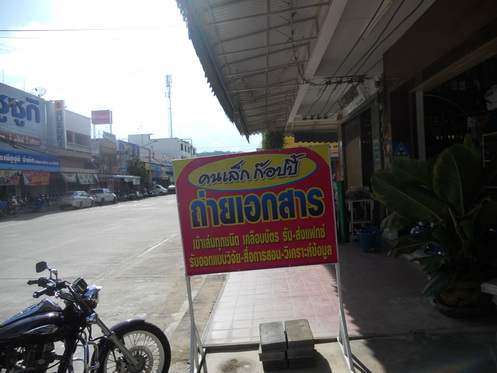 คนเล็ก ก๊อปปี้
ถ่ายเอกสาร
เข้าเล่มทุกชนิด เคลือบบัตร รับ-ส่งแฟกซ์
รับออกแบบวิจัย-สื่อการสอน-วิเคราะห์ข้อมูล
ซูซูกิ